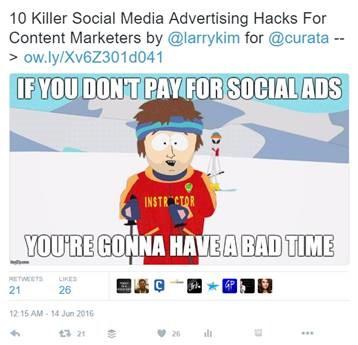 10 Killer Social Media Advertising Hacks For
Content Marketers by @larrykim for @curata --
> ow.ly/Xv6Z301d041
IF YOU DON'T PAY FOR SOCIAL ADS
INSTRUCTOR
YOU'RE GONNA HAVE A BAD TIME
imgflip.com
RETWEETS LIKES
21 26
12:15 AM - 14 Jun 2016
21 26